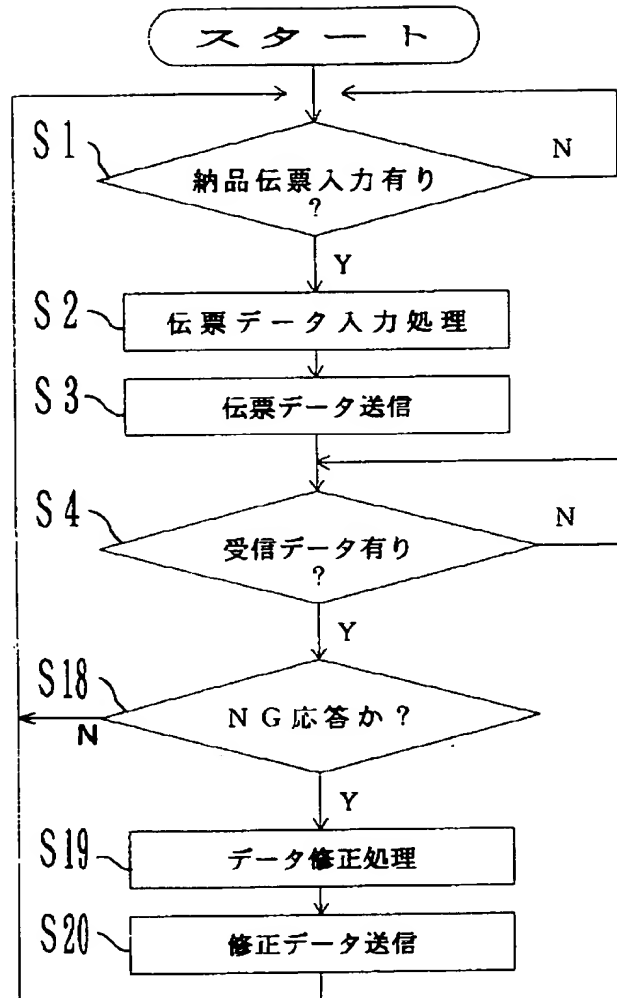 スタート
S1
納品伝票入力有り
?
N
Y
S2
伝票データ入力処理
S3
伝票データ送信
S4
受信データ有り
?
N
Y
S18
NG応答か?
N
Y
S19
データ修正処理
S20
修正データ送信